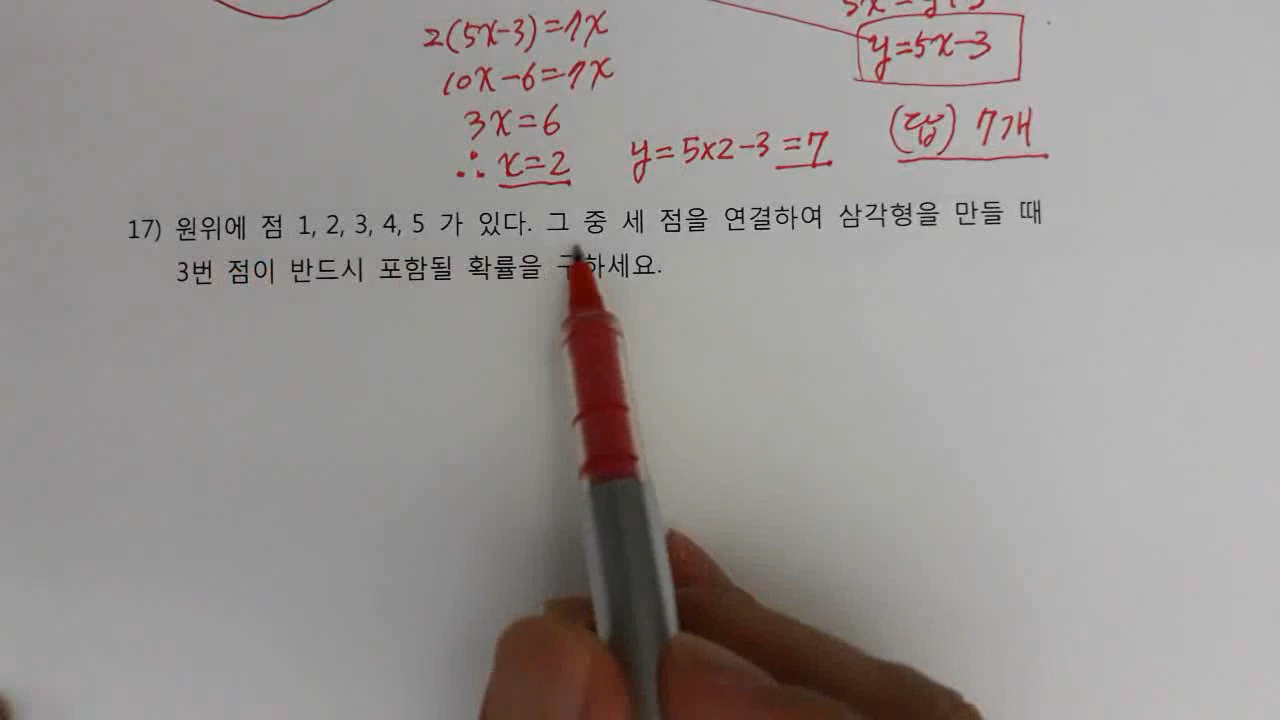 2(5x-3)=7x
y=5x-3
10x-6=7x
3x=6
∴ x=2
y=5x2-3=7
(답) 7개
17) 원위에 점 1, 2, 3, 4, 5 가 있다. 그 중 세 점을 연결하여 삼각형을 만들 때
3번 점이 반드시 포함될 확률을 구하세요.